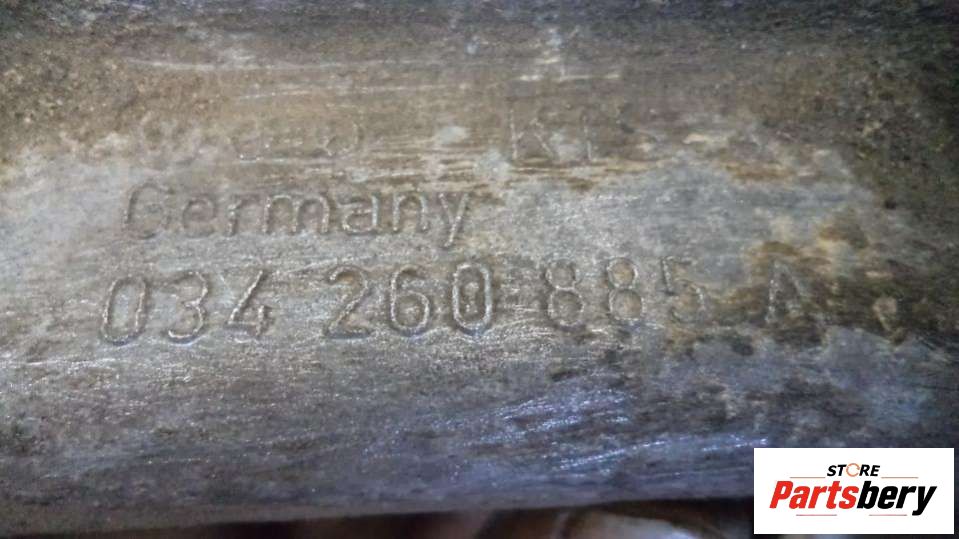 Germany
034 260 885 A
STORE
Partsbery